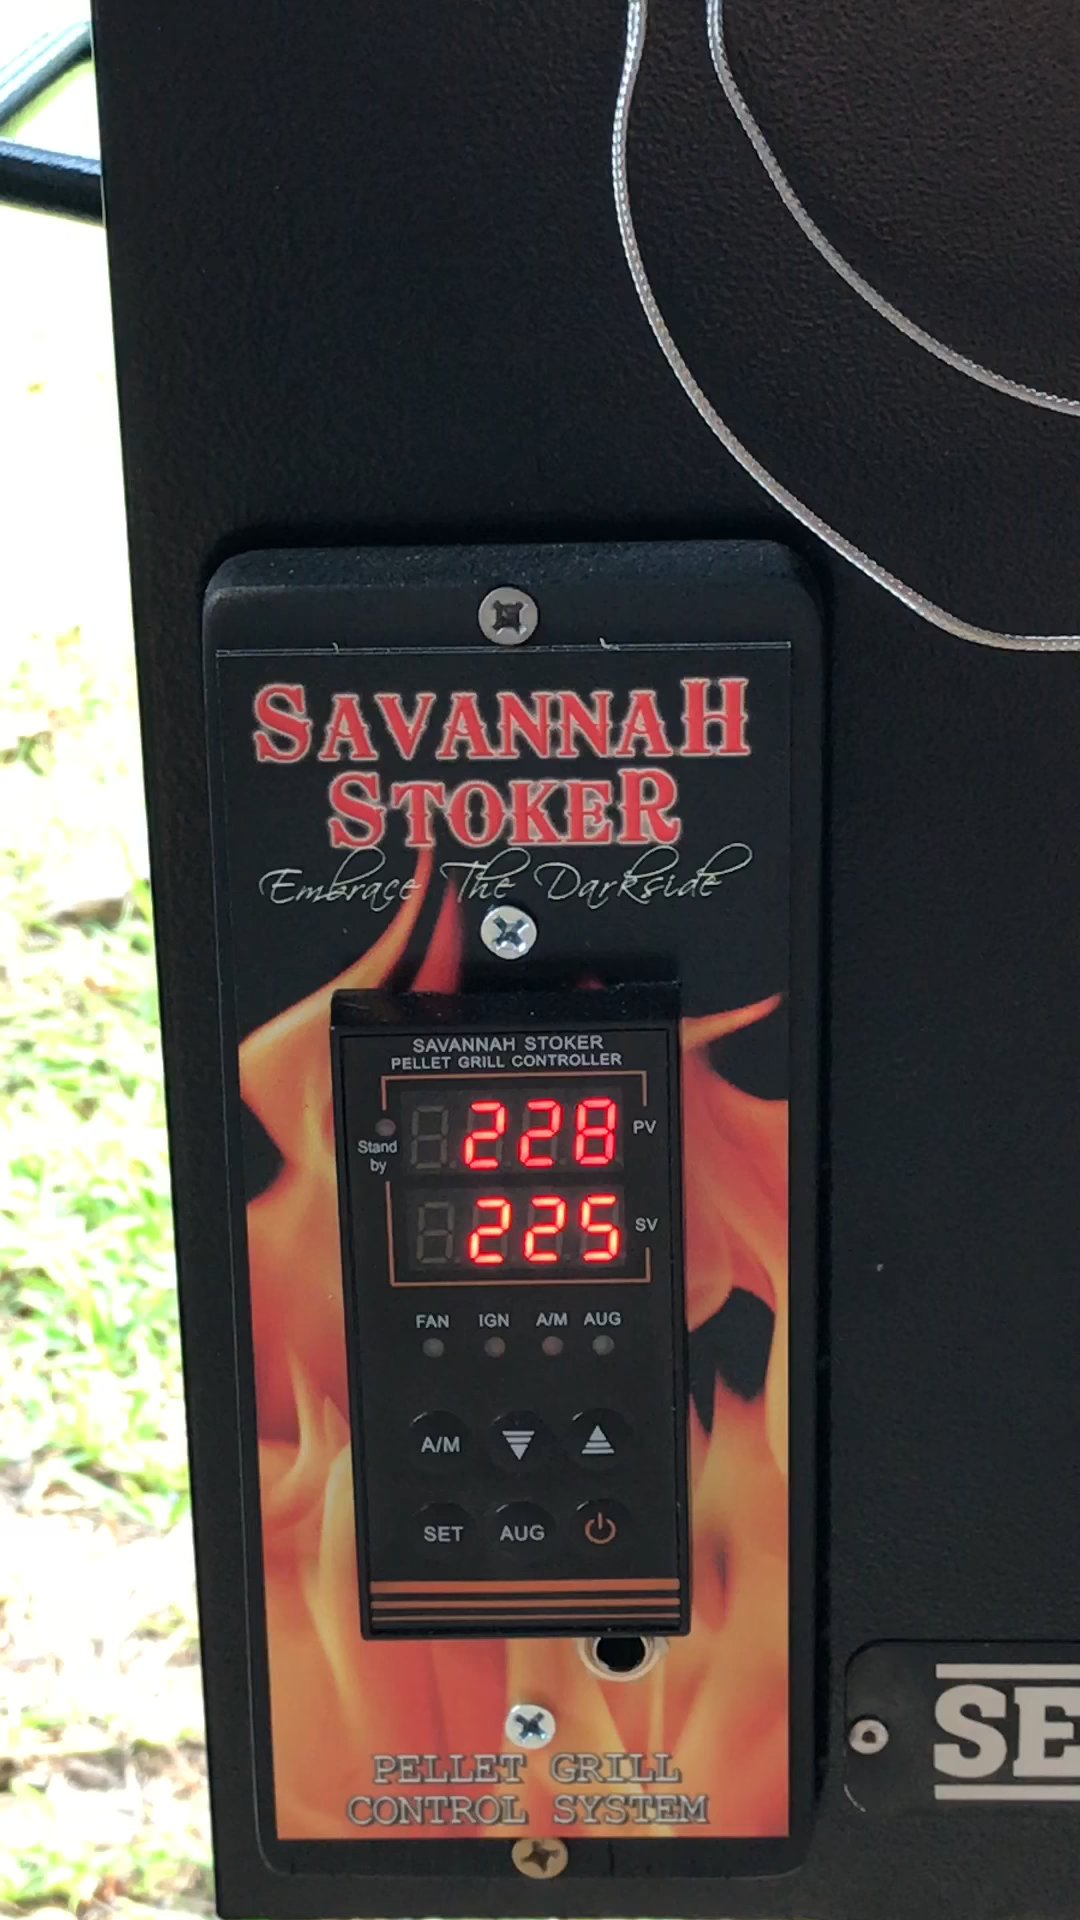 SAVANNAH
STOKER
Embrace The Darkside
SAVANNAH STOKER
PELLET GRILL CONTROLLER
228 PV
Stand
by
225 SV
FAN IGN A/M AUG
A/M
SET AUG
PELLET GRILL
CONTROL SYSTEM
SE